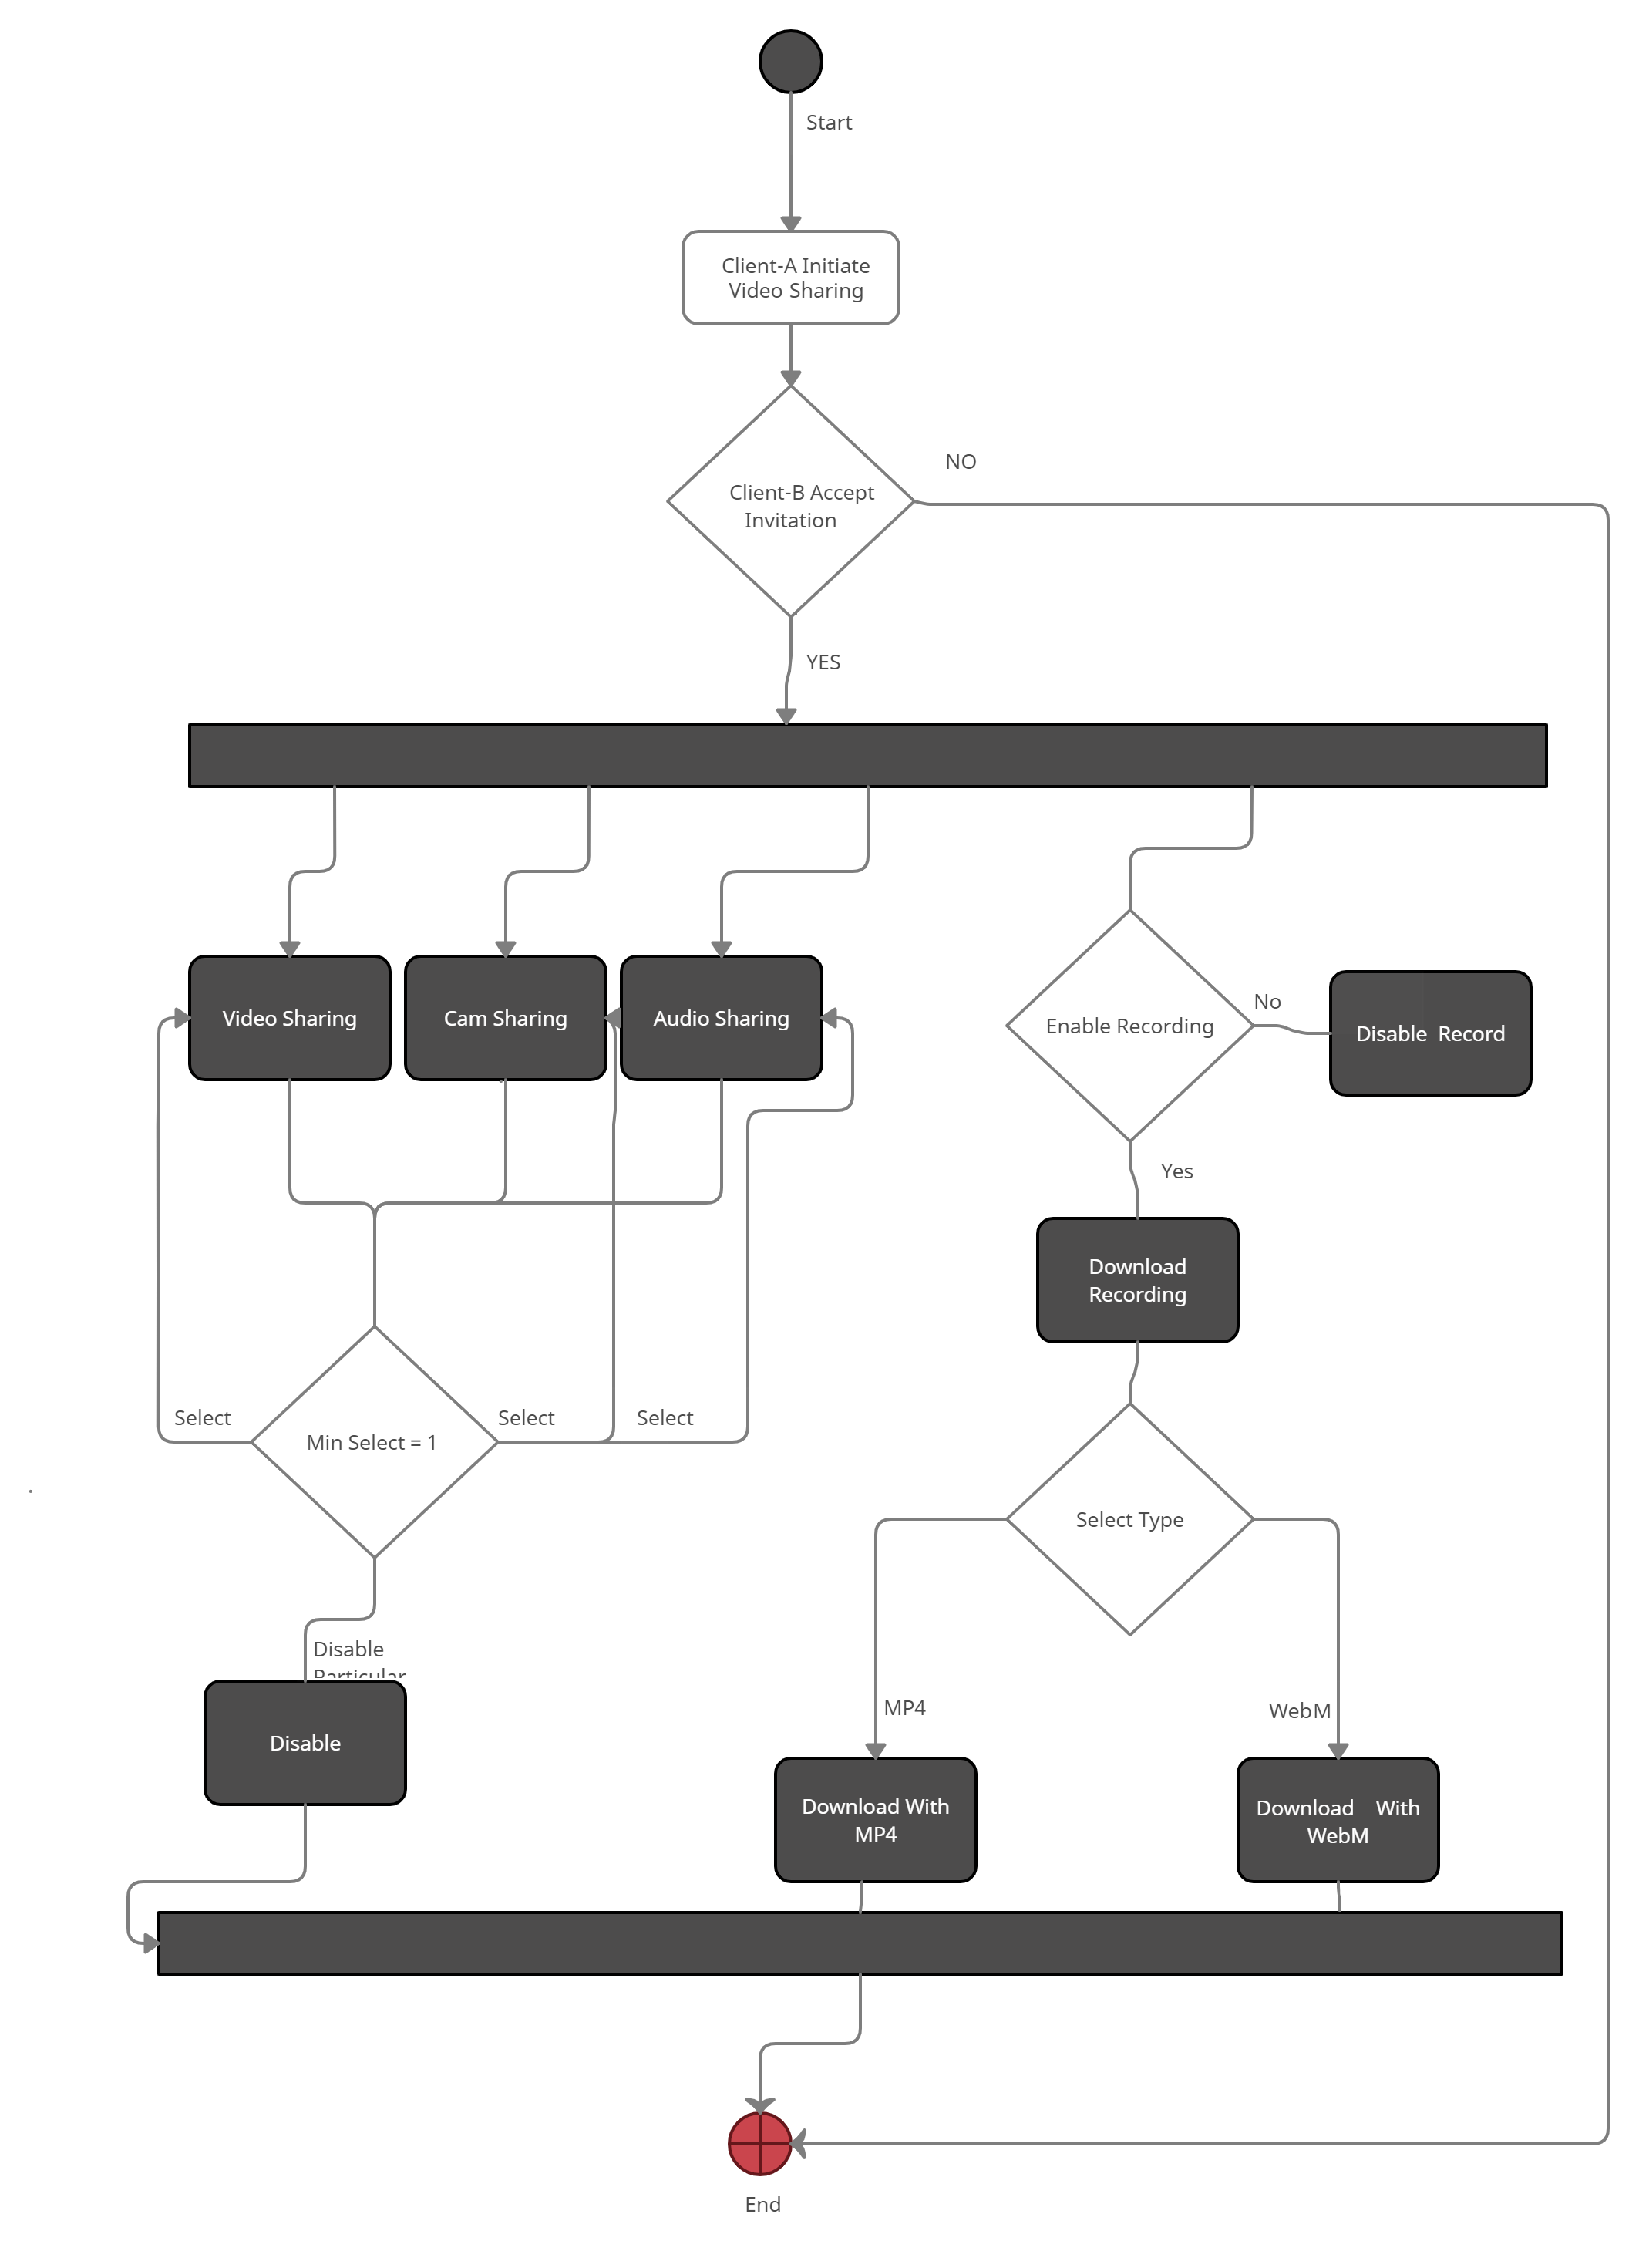 Start
Client-A Initiate
Video Sharing
NO
Client-B Accept
Invitation
YES
Video Sharing
Cam Sharing
Audio Sharing
No
Enable Recording
Disable  Record
Yes
Download
Recording
Select
Select
Select
Min Select = 1
Select Type
Disable
Particular
MP4
WebM
Disable
Download With
MP4
Download    With
WebM
End